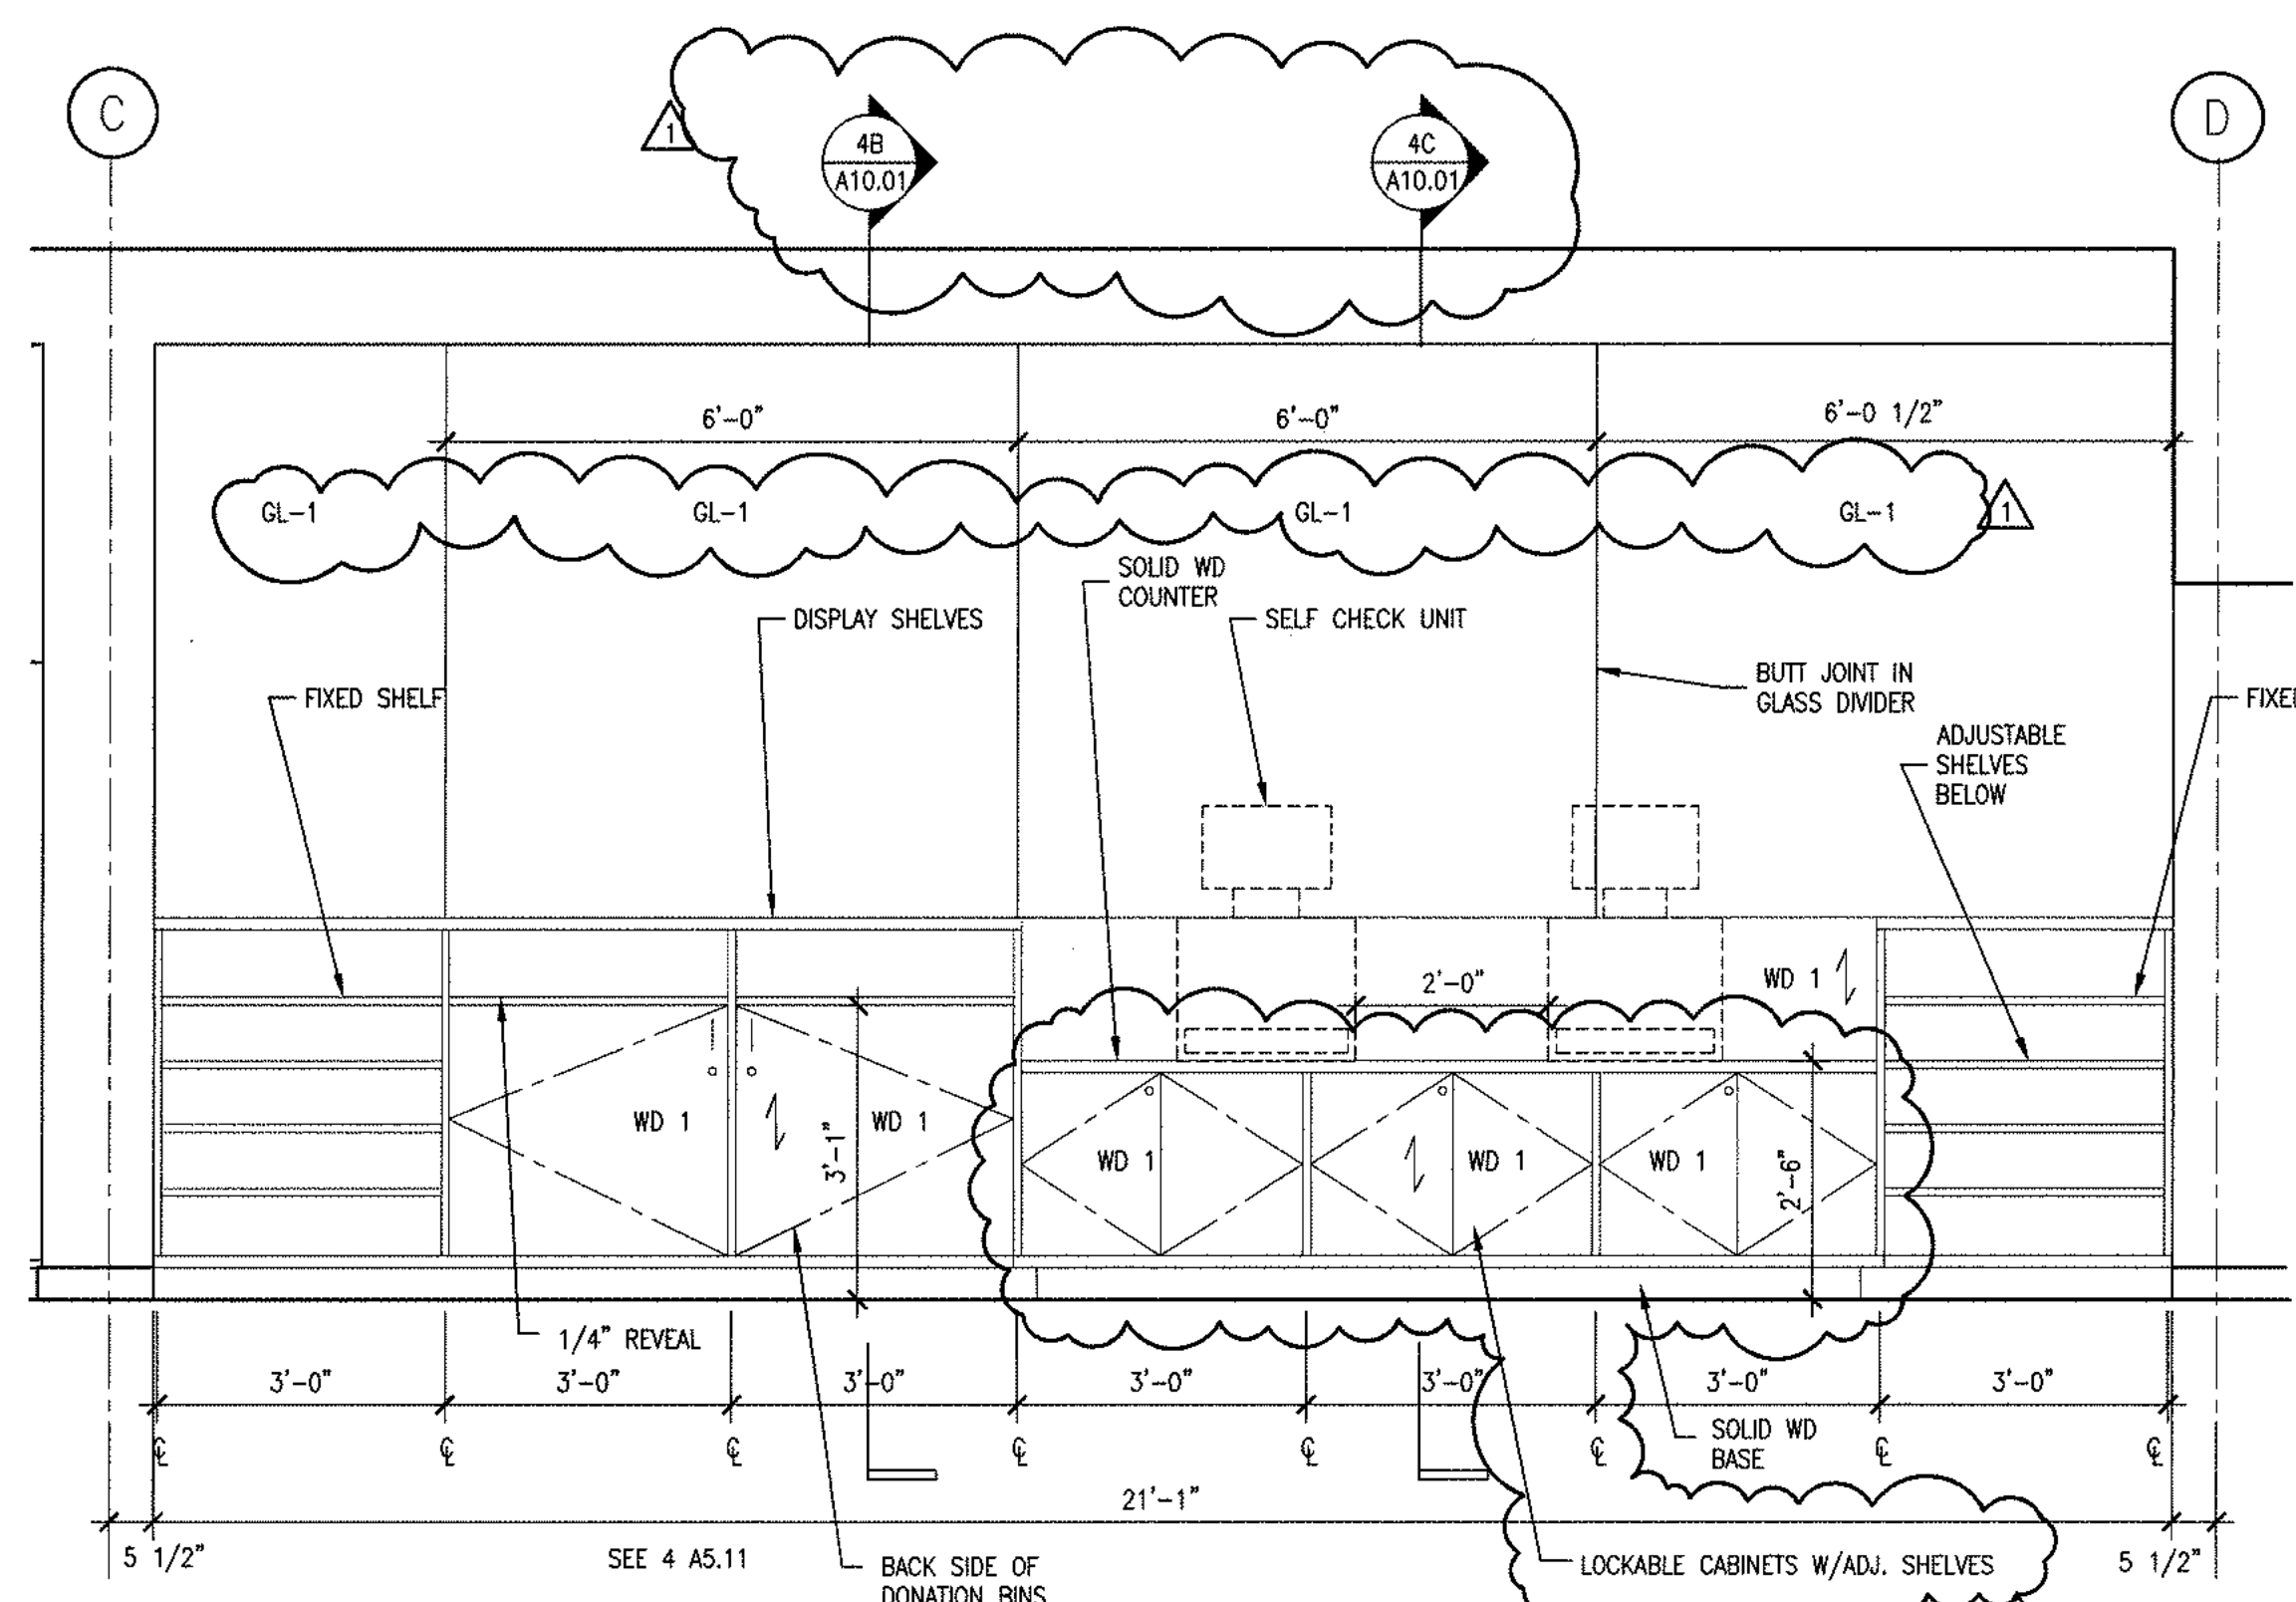 C
1
4B
A10.01
4C
A10.01
D
6'-0"
6'-0"
6'-0 1/2"
GL-1
GL-1
GL-1
GL-1
1
SOLID WD
COUNTER
DISPLAY SHELVES
SELF CHECK UNIT
BUTT JOINT IN
GLASS DIVIDER
FIXED SHELF
FIXE
ADJUSTABLE
SHELVES
BELOW
2'-0"
WD 1
WD 1
WD 1
3'-1"
WD 1
WD 1
WD 1
2'-6"
1/4" REVEAL
3'-0"
3'-0"
3'-0"
3'-0"
3'-0"
3'-0"
3'-0"
SOLID WD
BASE
℄
℄
℄
℄
℄
℄
℄
℄
21'-1"
5 1/2"
SEE 4 A5.11
BACK SIDE OF
DONATION BINS
LOCKABLE CABINETS W/ADJ. SHELVES
5 1/2"